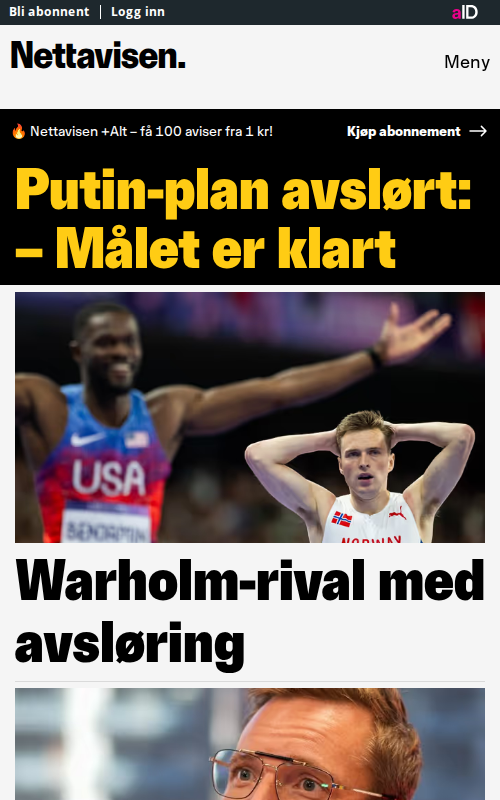 Bli abonnent
Logg inn
aID
Nettavisen.
Meny
🔥 Nettavisen +Alt – få 100 aviser fra 1 kr!
Kjøp abonnement →
Putin-plan avslørt:
– Målet er klart
USA
BENJAMIN
NORWAY
Warholm-rival med
avsløring